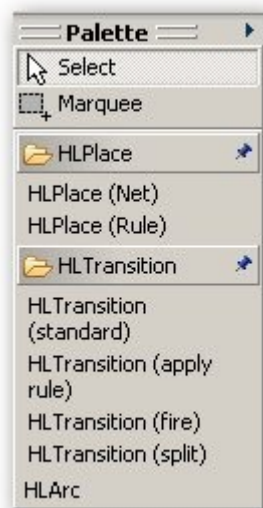 Palette
Select
Marquee
HLPlace
HLPlace (Net)
HLPlace (Rule)
HLTransition
HLTransition
(standard)
HLTransition (apply
rule)
HLTransition (fire)
HLTransition (split)
HLArc